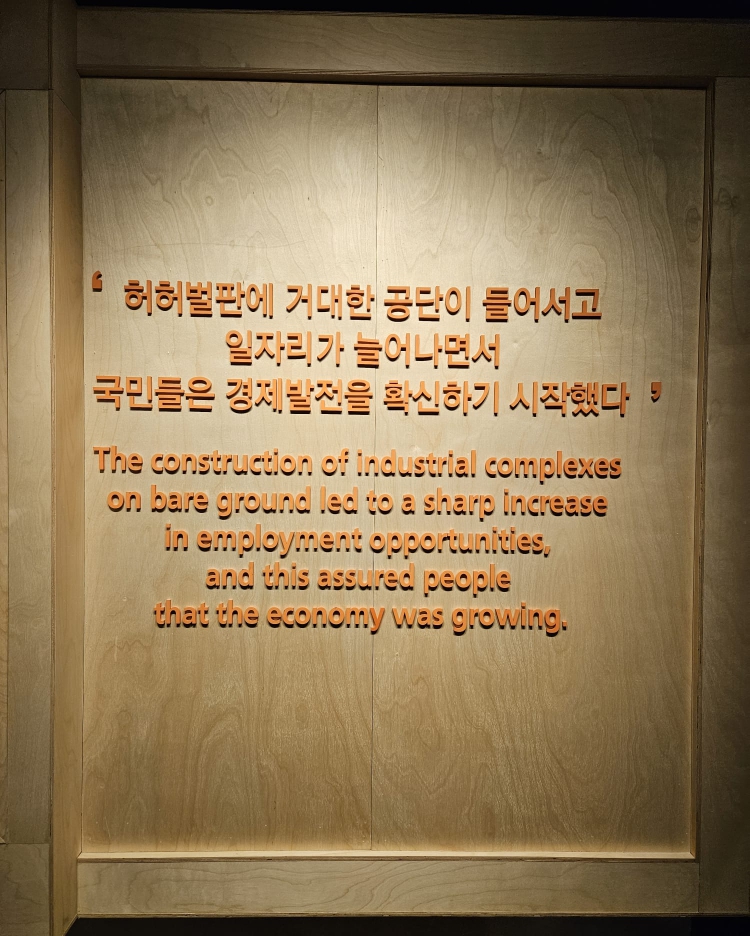 ‘ 허허벌판에 거대한 공단이 들어서고
일자리가 늘어나면서
국민들은 경제발전을 확신하기 시작했다 ’
The construction of industrial complexes
on bare ground led to a sharp increase
in employment opportunities,
and this assured people
that the economy was growing.